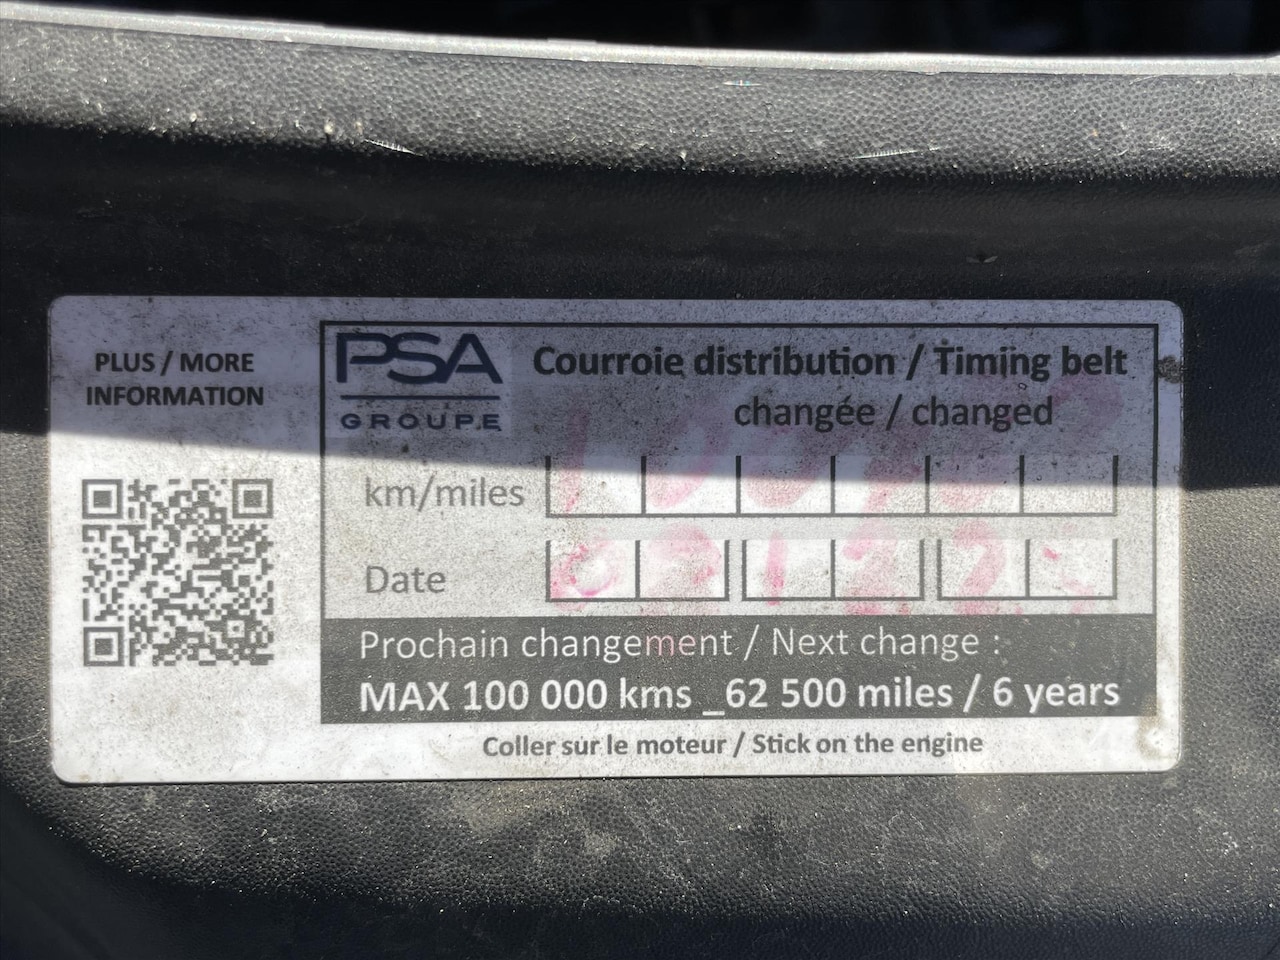 PLUS / MORE
INFORMATION
PSA
GROUPE
Courroie distribution / Timing belt
changée / changed
km/miles
Date
Prochain changement / Next change :
MAX 100 000 kms _62 500 miles / 6 years
Coller sur le moteur / Stick on the engine